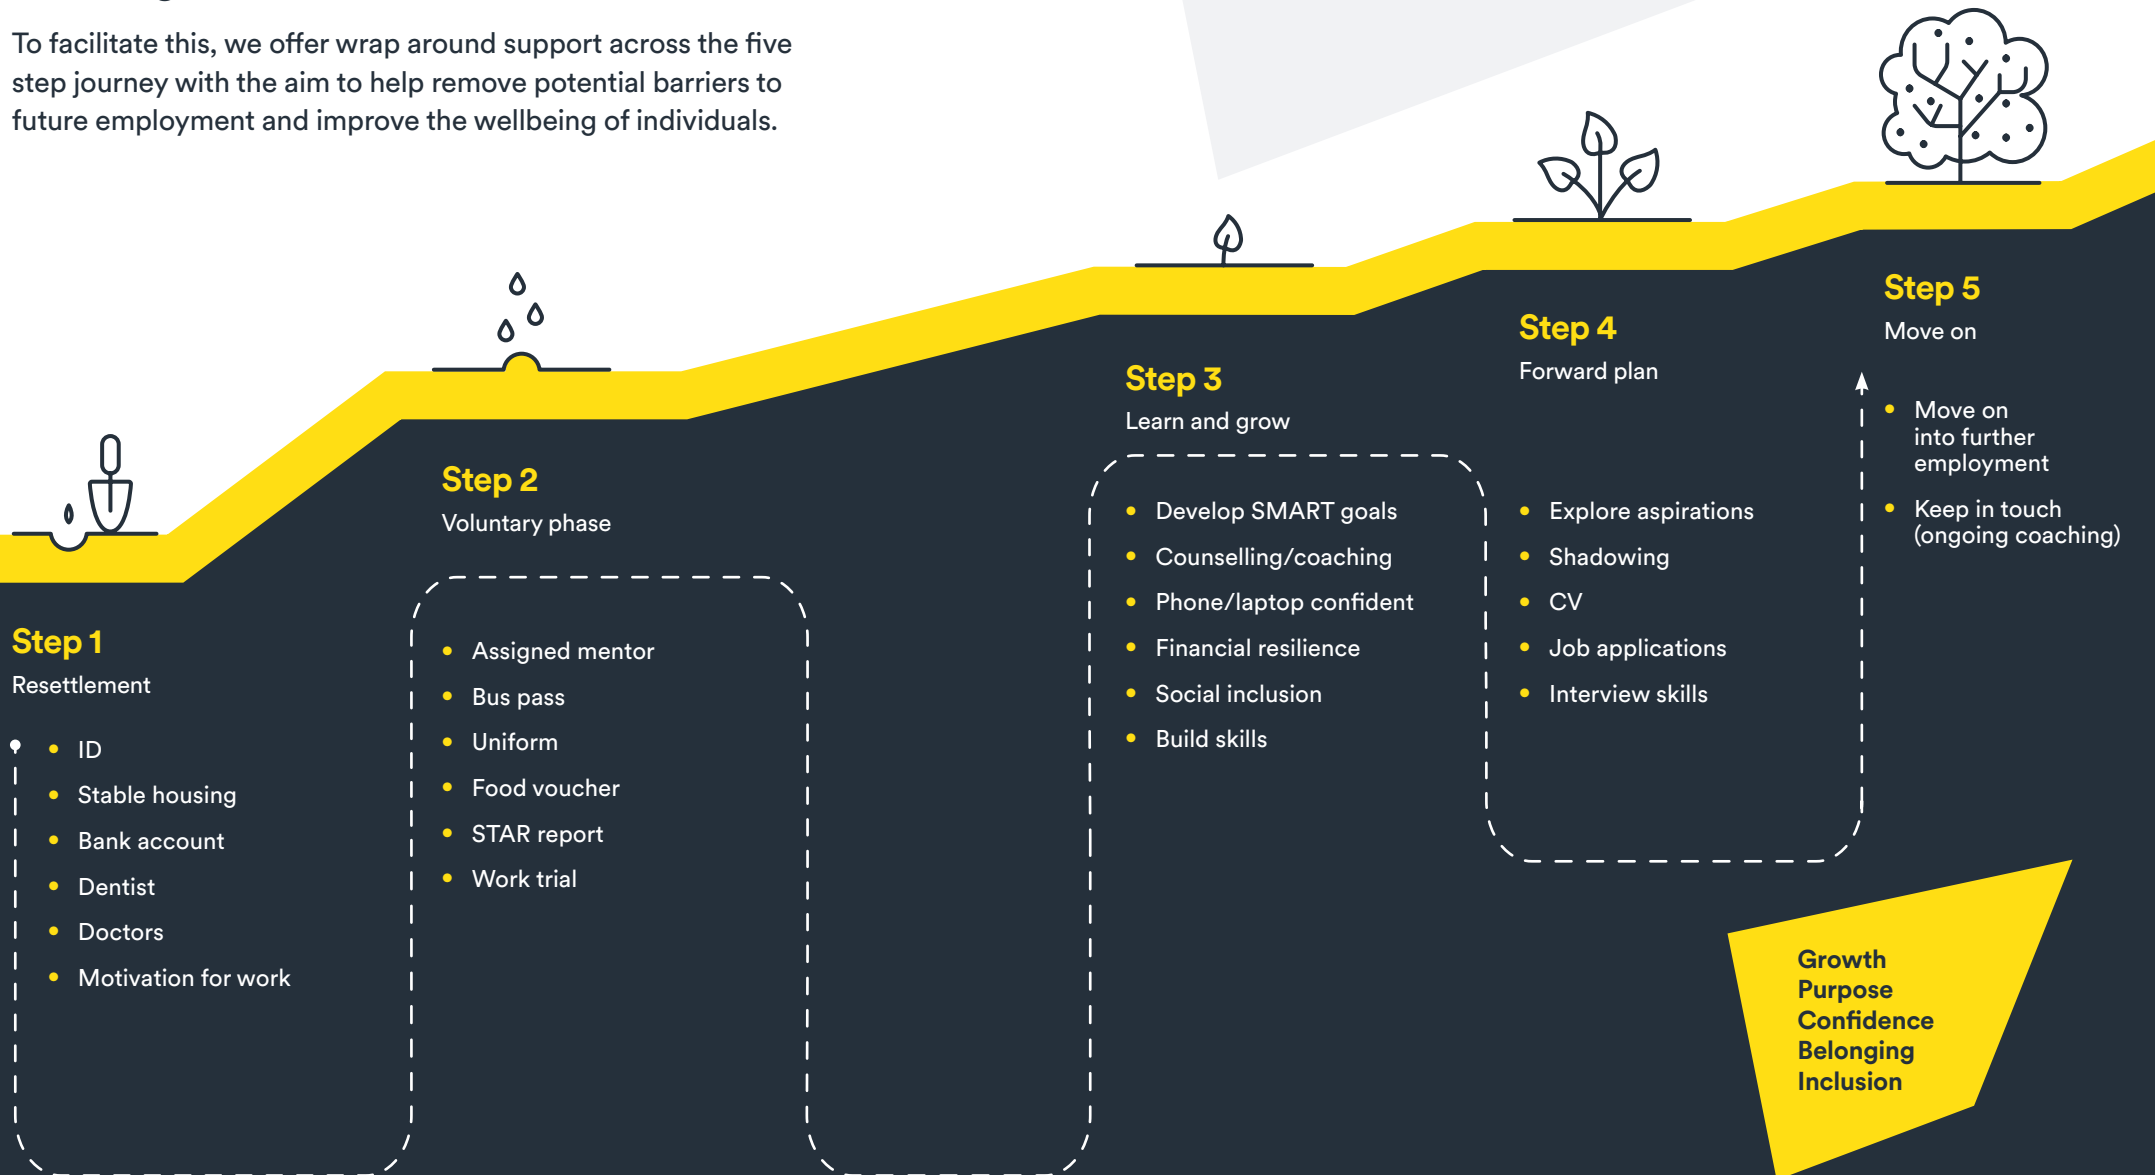 To facilitate this, we offer wrap around support across the five
step journey with the aim to help remove potential barriers to
future employment and improve the wellbeing of individuals.
Step 1
Resettlement
ID
Stable housing
Bank account
Dentist
Doctors
Motivation for work
Step 2
Voluntary phase
Assigned mentor
Bus pass
Uniform
Food voucher
STAR report
Work trial
Step 3
Learn and grow
Develop SMART goals
Counselling/coaching
Phone/laptop confident
Financial resilience
Social inclusion
Build skills
Step 4
Forward plan
Explore aspirations
Shadowing
CV
Job applications
Interview skills
Step 5
Move on
Move on
into further
employment
Keep in touch
(ongoing coaching)
Growth
Purpose
Confidence
Belonging
Inclusion